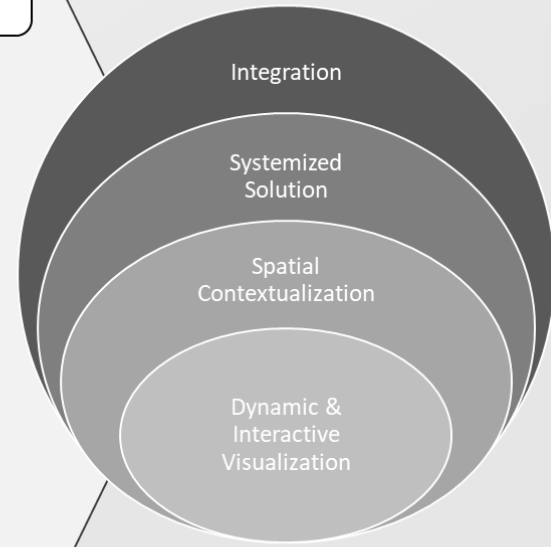 Integration
Systemized
Solution
Spatial
Contextualization
Dynamic &
Interactive
Visualization